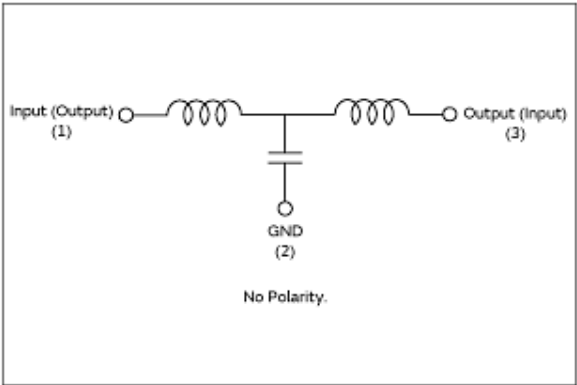 Input (Output)
(1)
Output (Input)
(3)
GND
(2)
No Polarity.